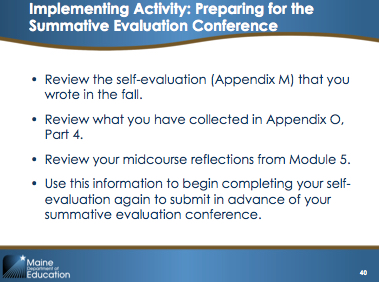 Implementing Activity: Preparing for the
Summative Evaluation Conference
• Review the self-evaluation (Appendix M) that you
wrote in the fall.
• Review what you have collected in Appendix O,
Part 4.
• Review your midcourse reflections from Module 5.
• Use this information to begin completing your self-
evaluation again to submit in advance of your
summative evaluation conference.
Maine
Department of
Education
40